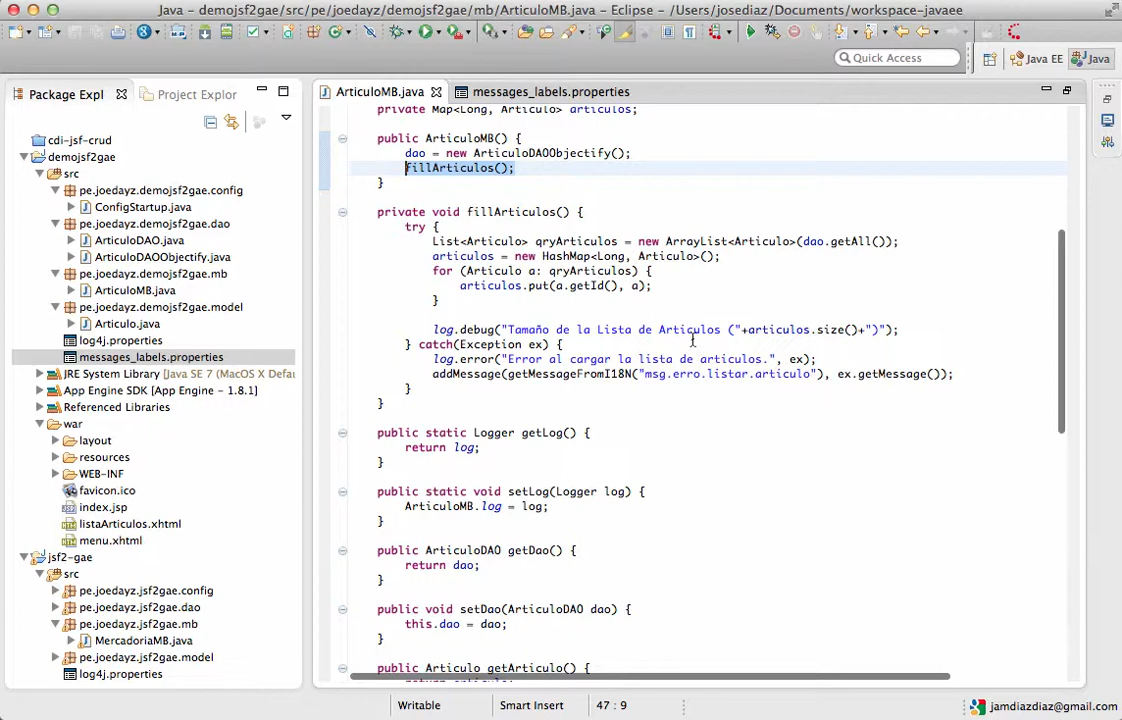 Java - demojsf2gae/src/pe/joedayz/demojsf2gae/mb/ArticuloMB.java - Eclipse - /Users/josediaz/Documents/workspace-javaee
Quick Access
Java EE
Java
Package Expl
Project Explor
cdi-jsf-crud
demojsf2gae
src
pe.joedayz.demojsf2gae.config
ConfigStartup.java
pe.joedayz.demojsf2gae.dao
ArticuloDAO.java
ArticuloDAOObjectify.java
pe.joedayz.demojsf2gae.mb
ArticuloMB.java
pe.joedayz.demojsf2gae.model
Articulo.java
log4j.properties
messages_labels.properties
JRE System Library [Java SE 7 (MacOS X Defau
App Engine SDK [App Engine - 1.8.1]
Referenced Libraries
war
layout
resources
WEB-INF
favicon.ico
index.jsp
listaArticulos.xhtml
menu.xhtml
jsf2-gae
src
pe.joedayz.jsf2gae.config
pe.joedayz.jsf2gae.dao
pe.joedayz.jsf2gae.mb
MercadoriaMB.java
pe.joedayz.jsf2gae.model
log4j.properties
ArticuloMB.java
messages_labels.properties
private Map<Long, Articulo> articulos;
public ArticuloMB() {
dao = new ArticuloDAOObjectify();
fillArticulos();
}
private void fillArticulos() {
try {
List<Articulo> qryArticulos = new ArrayList<Articulo>(dao.getAll());
articulos = new HashMap<Long, Articulo>();
for (Articulo a: qryArticulos) {
articulos.put(a.getId(), a);
}
log.debug("Tamaño de la Lista de Articulos ("+articulos.size()+")");
} catch(Exception ex) {
log.error("Error al cargar la lista de articulos.", ex);
addMessage(getMessageFromI18N("msg.erro.listar.articulo"), ex.getMessage());
}
}
public static Logger getLog() {
return log;
}
public static void setLog(Logger log) {
ArticuloMB.log = log;
}
public ArticuloDAO getDao() {
return dao;
}
public void setDao(ArticuloDAO dao) {
this.dao = dao;
}
public Articulo getArticulo() {
Writable
Smart Insert
47 : 9
jamdiazdiaz@gmail.com